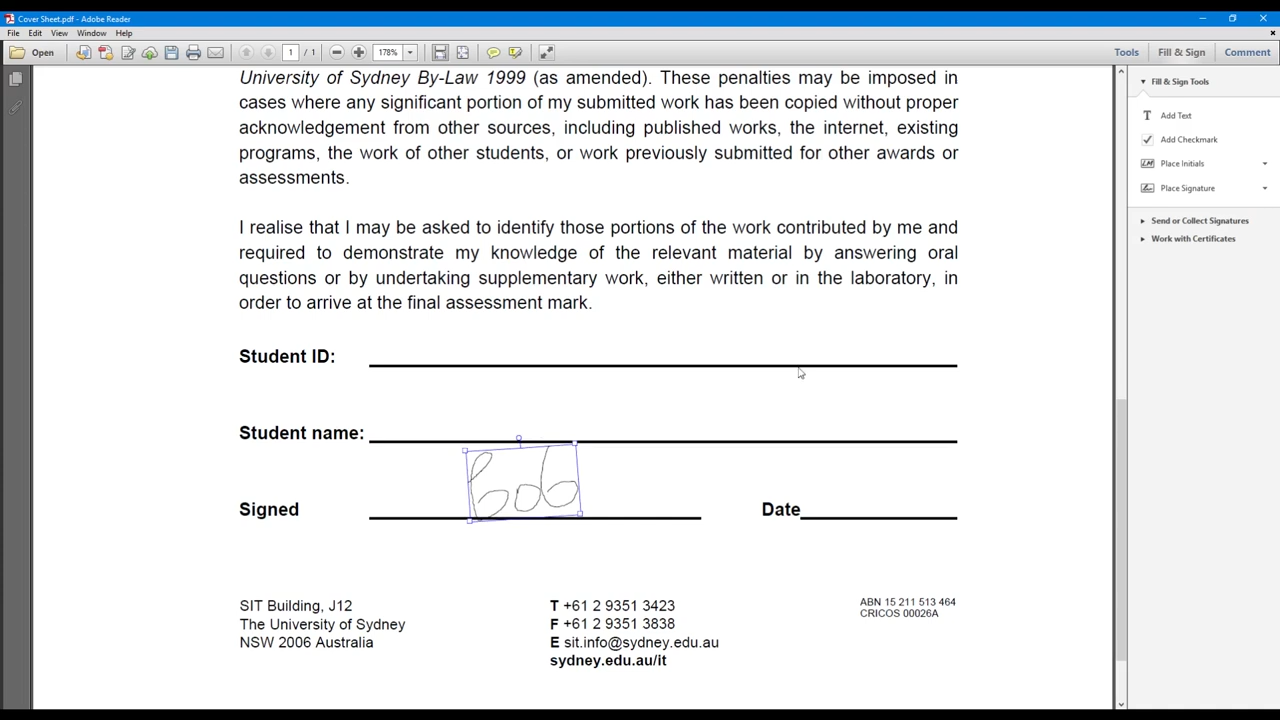 Cover Sheet.pdf - Adobe Reader
File Edit View Window Help
Open 1 / 1 178% Tools Fill & Sign Comment
University of Sydney By-Law 1999 (as amended). These penalties may be imposed in
cases where any significant portion of my submitted work has been copied without proper
acknowledgement from other sources, including published works, the internet, existing
programs, the work of other students, or work previously submitted for other awards or
assessments.
I realise that I may be asked to identify those portions of the work contributed by me and
required to demonstrate my knowledge of the relevant material by answering oral
questions or by undertaking supplementary work, either written or in the laboratory, in
order to arrive at the final assessment mark.
Student ID:
Student name:
Bob
Signed Date
SIT Building, J12
The University of Sydney
NSW 2006 Australia
T +61 2 9351 3423
F +61 2 9351 3838
E sit.info@sydney.edu.au
sydney.edu.au/it
ABN 15 211 513 464
CRICOS 00026A
Fill & Sign Tools
T Add Text
Add Checkmark
LM Place Initials
Place Signature
Send or Collect Signatures
Work with Certificates